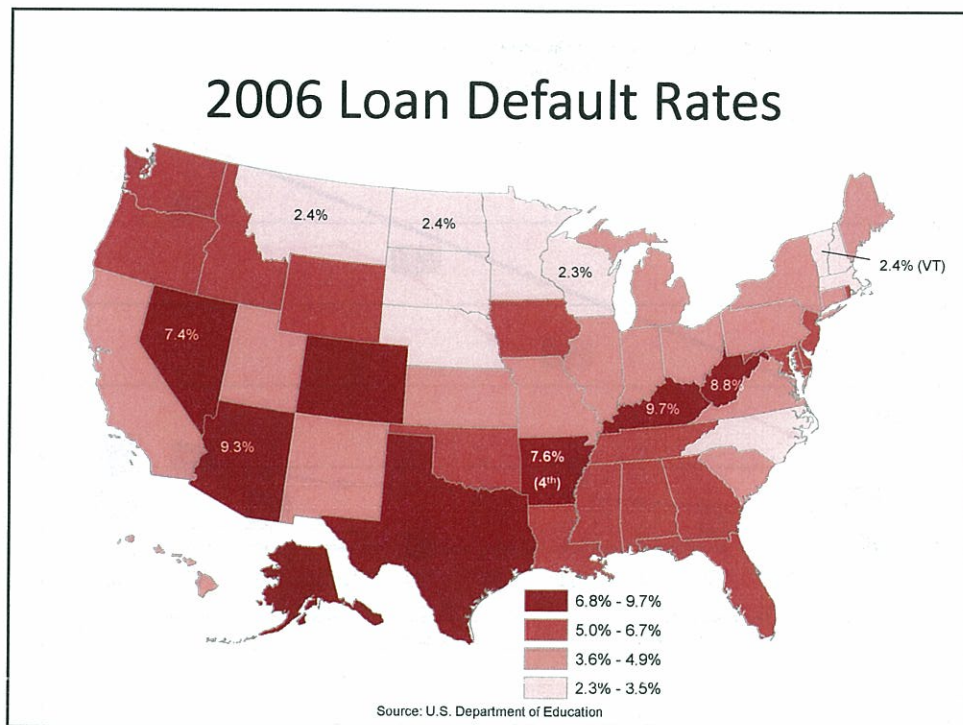 2006 Loan Default Rates
2.4%
2.4%
2.3%
2.4% (VT)
7.4%
8.8%
9.7%
9.3%
7.6%
(4th)
6.8% - 9.7%
5.0% - 6.7%
3.6% - 4.9%
2.3% - 3.5%
Source: U.S. Department of Education